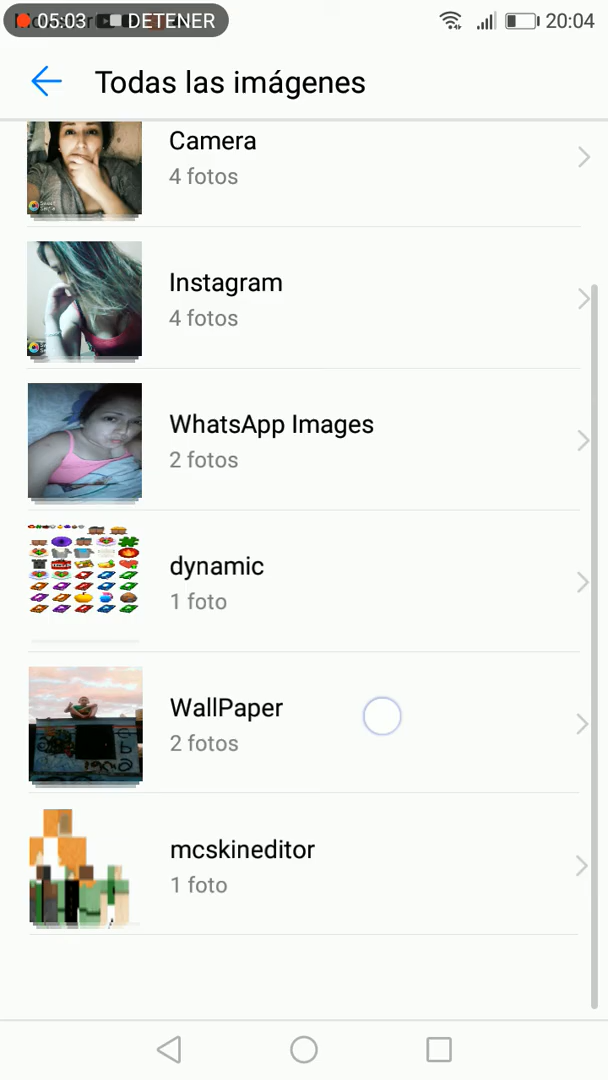 05:03 DETENER 20:04
Todas las imágenes
Camera
4 fotos
Instagram
4 fotos
WhatsApp Images
2 fotos
dynamic
1 foto
WallPaper
2 fotos
mcskineditor
1 foto